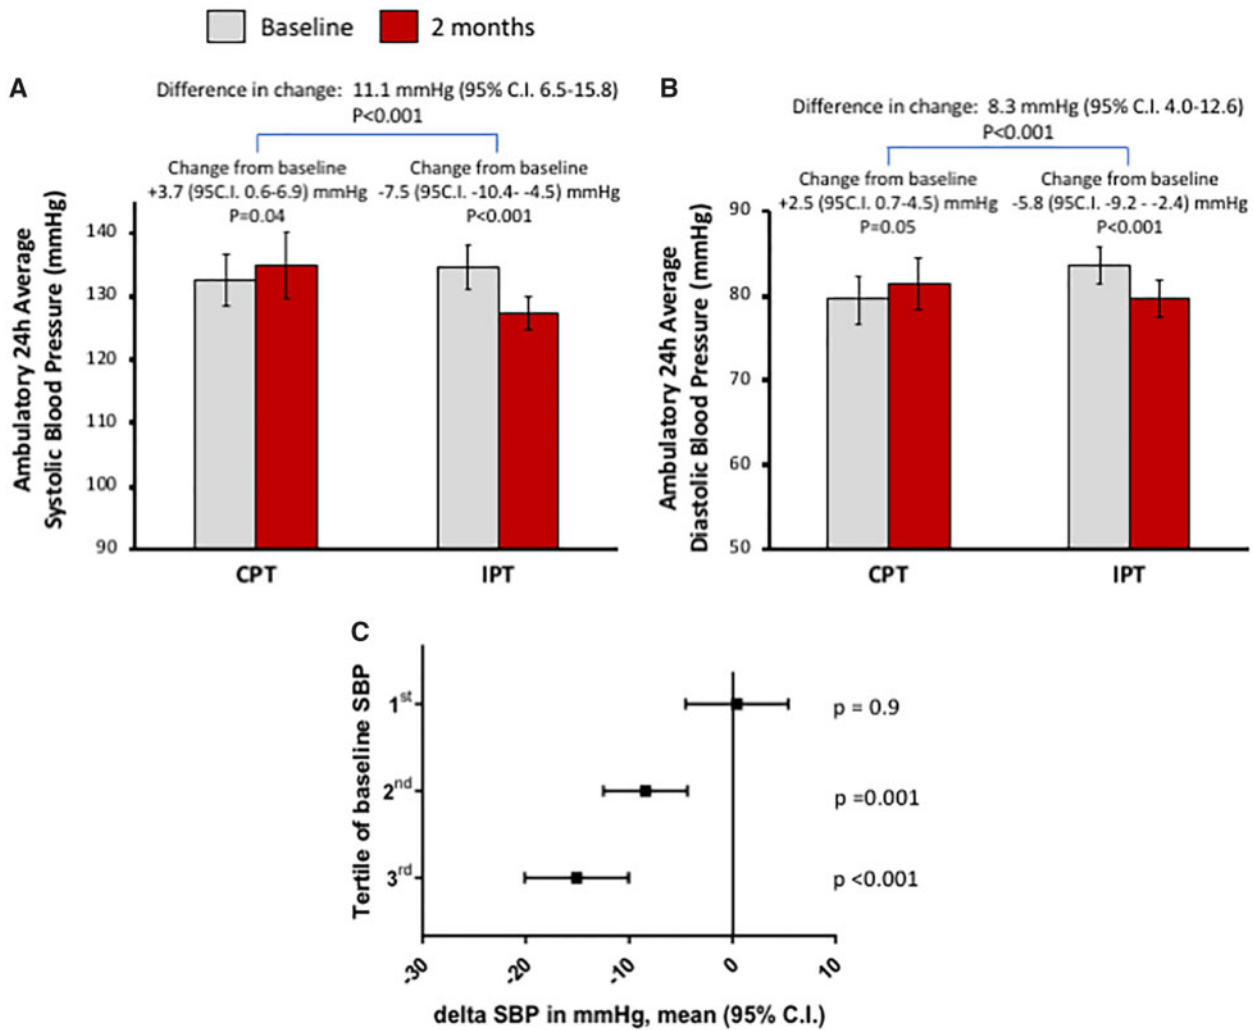 Baseline 2 months
A
Difference in change: 11.1 mmHg (95% C.I. 6.5-15.8)
P<0.001
Change from baseline
+3.7 (95C.I. 0.6-6.9) mmHg
P=0.04
Change from baseline
-7.5 (95C.I. -10.4- -4.5) mmHg
P<0.001
Ambulatory 24h Average
Systolic Blood Pressure (mmHg)
140
130
120
110
100
90
CPT IPT
B
Difference in change: 8.3 mmHg (95% C.I. 4.0-12.6)
P<0.001
Change from baseline
+2.5 (95C.I. 0.7-4.5) mmHg
P=0.05
Change from baseline
-5.8 (95C.I. -9.2 - -2.4) mmHg
P<0.001
Ambulatory 24h Average
Diastolic Blood Pressure (mmHg)
90
80
70
60
50
CPT IPT
C
Tertile of baseline SBP
1st p = 0.9
2nd p =0.001
3rd p <0.001
-30 -20 -10 0 10
delta SBP in mmHg, mean (95% C.I.)